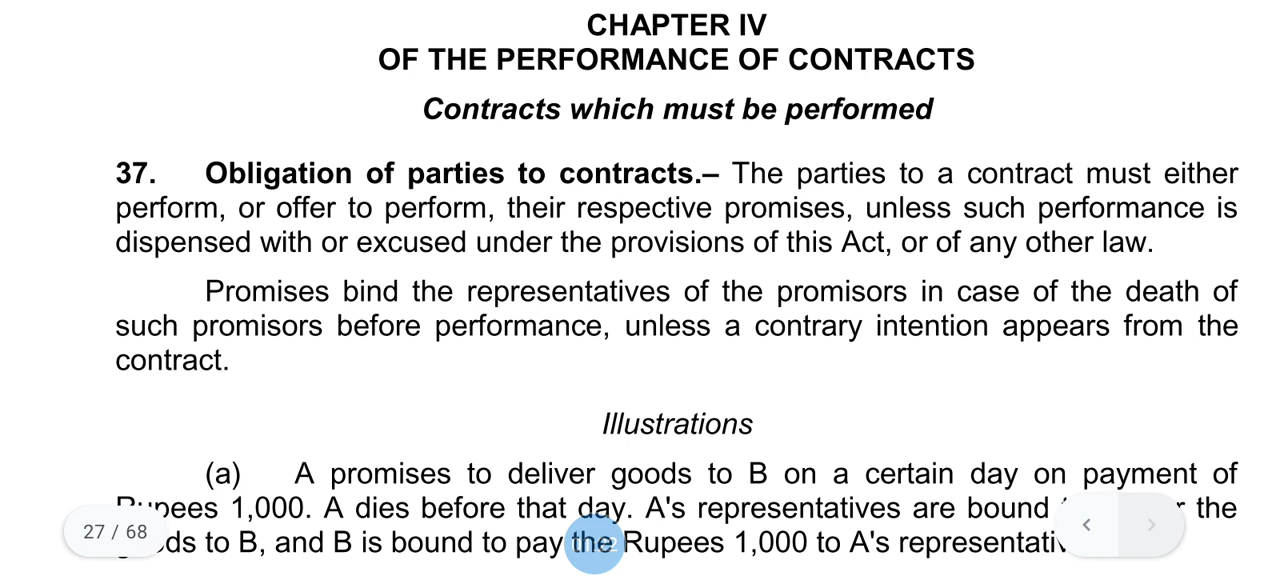 CHAPTER IV
OF THE PERFORMANCE OF CONTRACTS
Contracts which must be performed
37. Obligation of parties to contracts.– The parties to a contract must either
perform, or offer to perform, their respective promises, unless such performance is
dispensed with or excused under the provisions of this Act, or of any other law.
Promises bind the representatives of the promisors in case of the death of
such promisors before performance, unless a contrary intention appears from the
contract.
Illustrations
(a) A promises to deliver goods to B on a certain day on payment of
Rupees 1,000. A dies before that day. A's representatives are bound the
to B, and B is bound to pay the Rupees 1,000 to A's
27 / 68